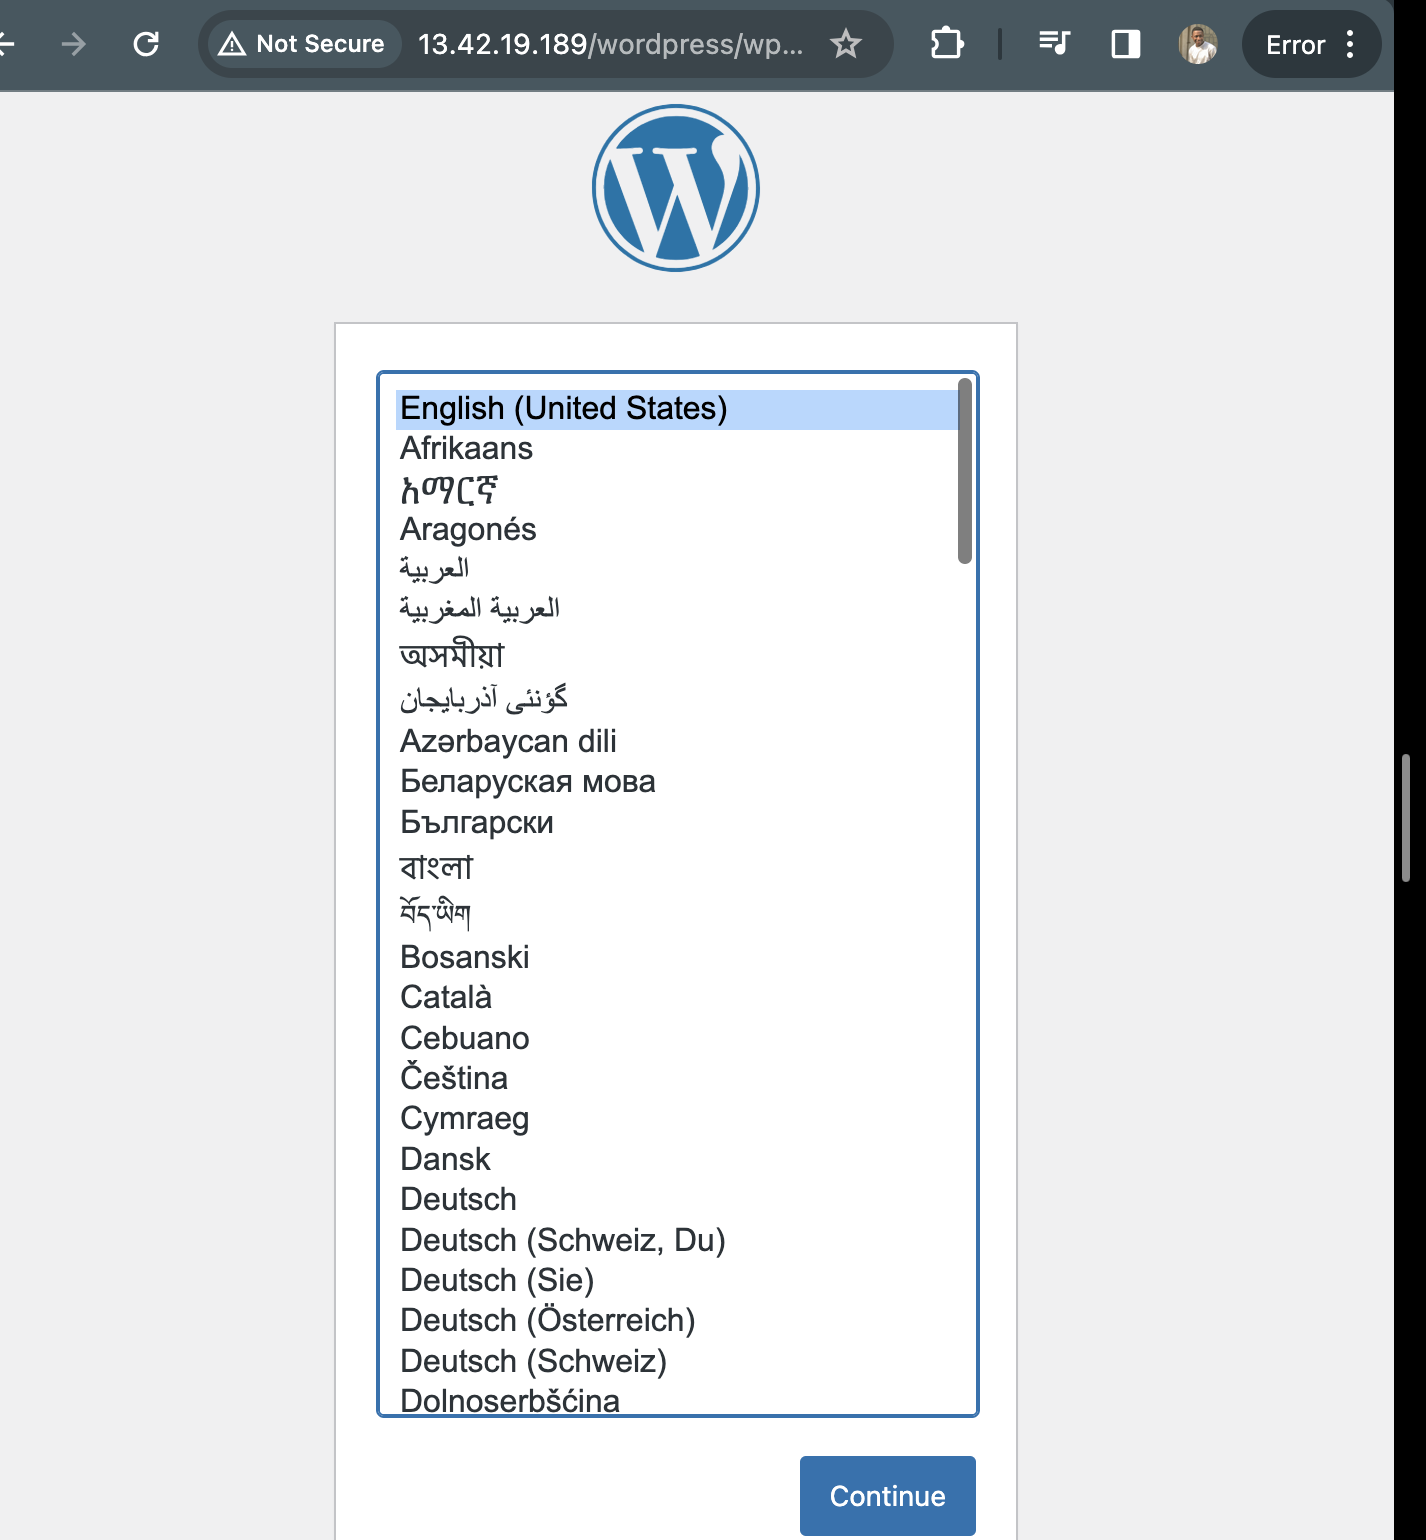 Not Secure
13.42.19.189/wordpress/wp...
Error
English (United States)
Afrikaans
አማርኛ
Aragonés
العربية
العربية المغربية
অসমীয়া
گؤنئی آذربایجان
Azərbaycan dili
Беларуская мова
Български
বাংলা
བོད་ཡིག
Bosanski
Català
Cebuano
Čeština
Cymraeg
Dansk
Deutsch
Deutsch (Schweiz, Du)
Deutsch (Sie)
Deutsch (Österreich)
Deutsch (Schweiz)
Dolnoserbšćina
Continue